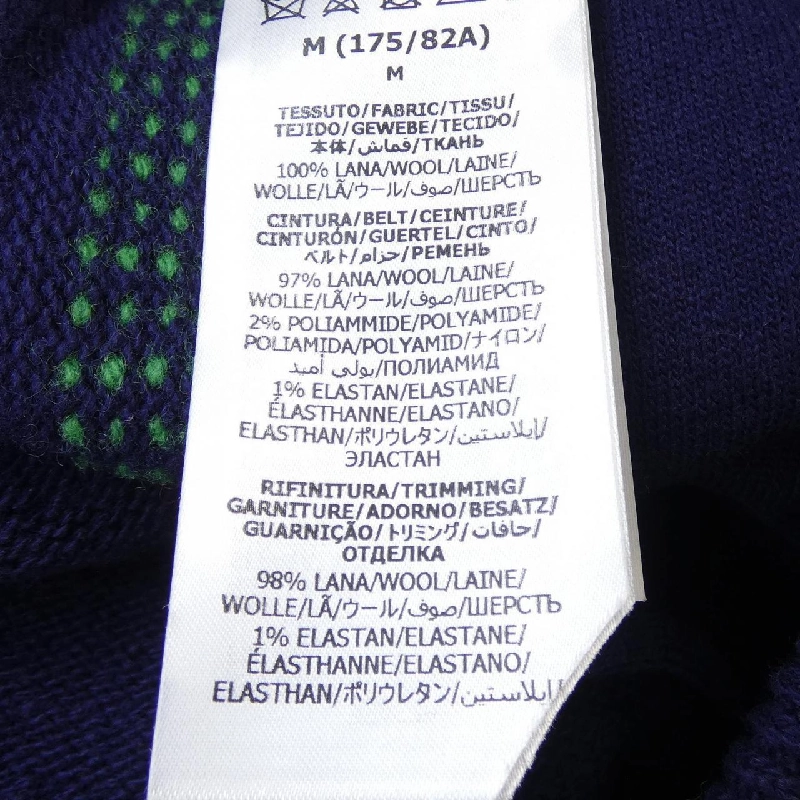 M (175/82A)
M
TESSUTO/FABRIC/TISSU/
TEJIDO/GEWEBE/TECIDO/
本体/قماش/ТКАНЬ
100% LANA/WOOL/LAINE/
WOLLE/LÃ/ウール/صوف/ШЕРСТЬ
CINTURA/BELT/CEINTURE/
CINTURÓN/GUERTEL/CINTO/
ベルト/حزام/РЕМЕНЬ
97% LANA/WOOL/LAINE/
WOLLE/LÃ/ウール/صوف/ШЕРСТЬ
2% POLIAMMIDE/POLYAMIDE/
POLIAMIDA/POLYAMID/ナイロン/
بولي أميد/ПОЛИАМИД
1% ELASTAN/ELASTANE/
ÉLASTHANNE/ELASTANO/
ELASTHAN/ポリウレタン/إيلاستين/
ЭЛАСТАН
RIFINITURA/TRIMMING/
GARNITURE/ADORNO/BESATZ/
GUARNIÇÃO/トリミング/حافات/
ОТДЕЛКА
98% LANA/WOOL/LAINE/
WOLLE/LÃ/ウール/صوف/ШЕРСТЬ
1% ELASTAN/ELASTANE/
ÉLASTHANNE/ELASTANO/
ELASTHAN/ポリウレタン/إيلاستين/